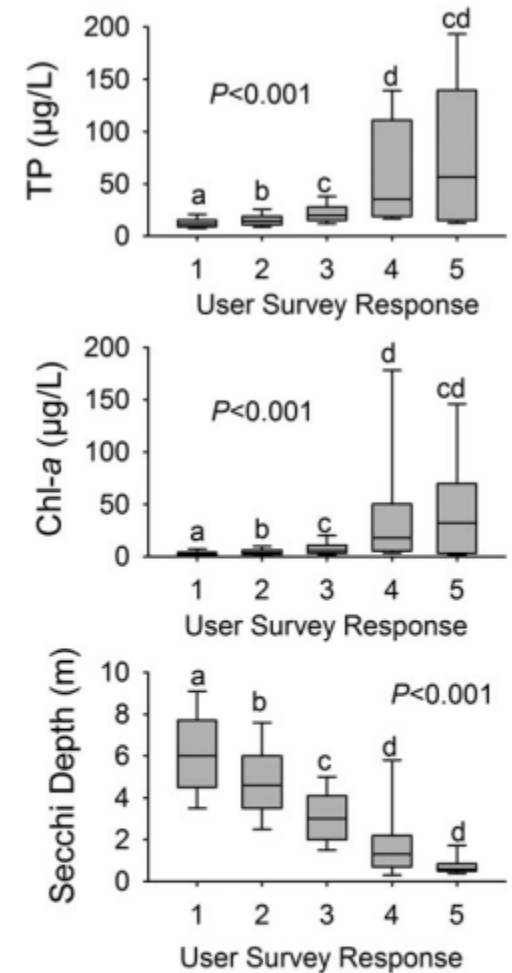 TP (µg/L)
200
150
100
50
0
P<0.001
a
b
c
d
cd
1 2 3 4 5
User Survey Response
Chl-a (µg/L)
200
150
100
50
0
P<0.001
a
b
c
d
cd
1 2 3 4 5
User Survey Response
Secchi Depth (m)
10
8
6
4
2
0
P<0.001
a
b
c
d
d
1 2 3 4 5
User Survey Response